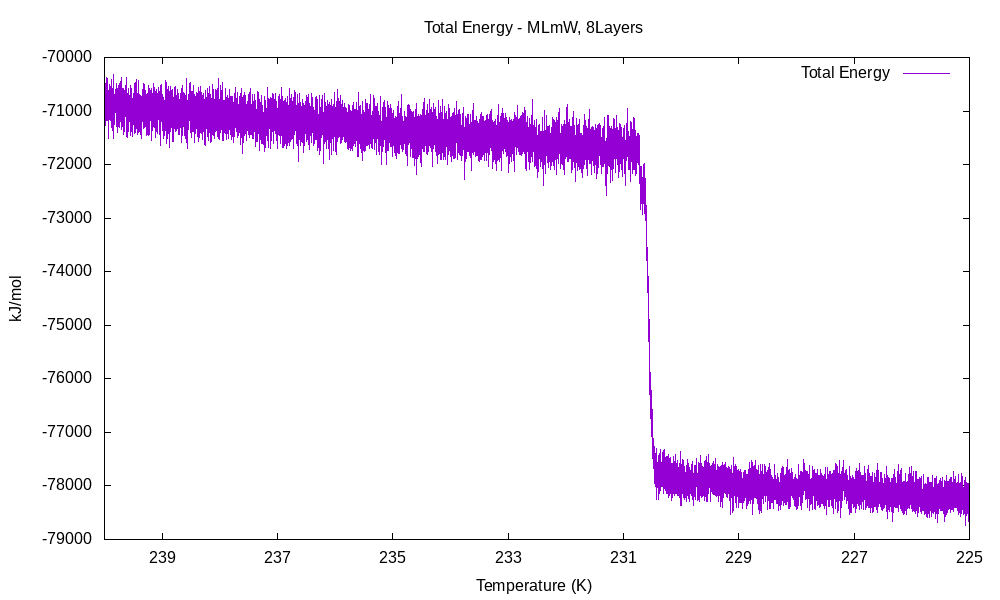 Total Energy - MLmW, 8Layers
Total Energy
-70000
-71000
-72000
-73000
-74000
-75000
-76000
-77000
-78000
-79000
kJ/mol
239 237 235 233 231 229 227 225
Temperature (K)